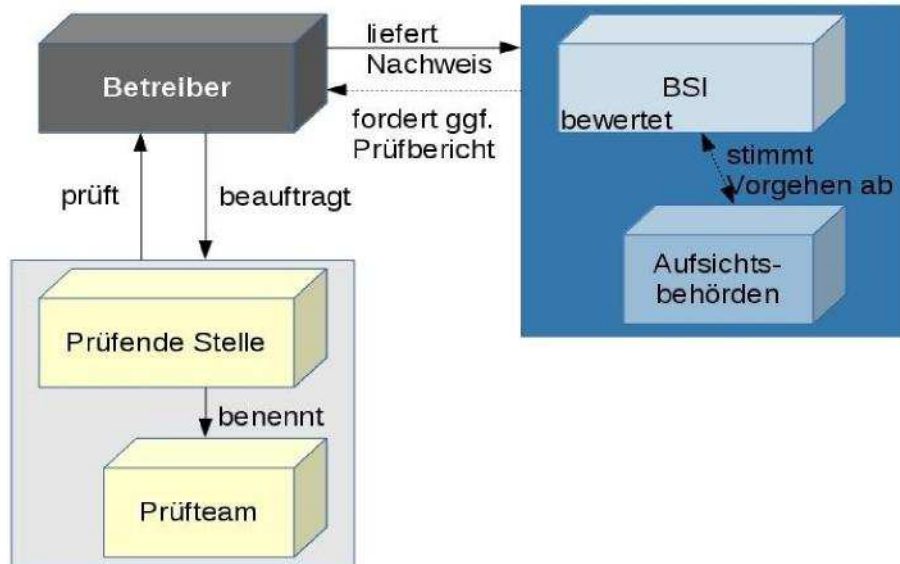 liefert
Nachweis
Betreiber
BSI
bewertet
fordert ggf.
Prüfbericht
stimmt
Vorgehen ab
prüft
beauftragt
Aufsichts-
behörden
Prüfende Stelle
benennt
Prüfteam